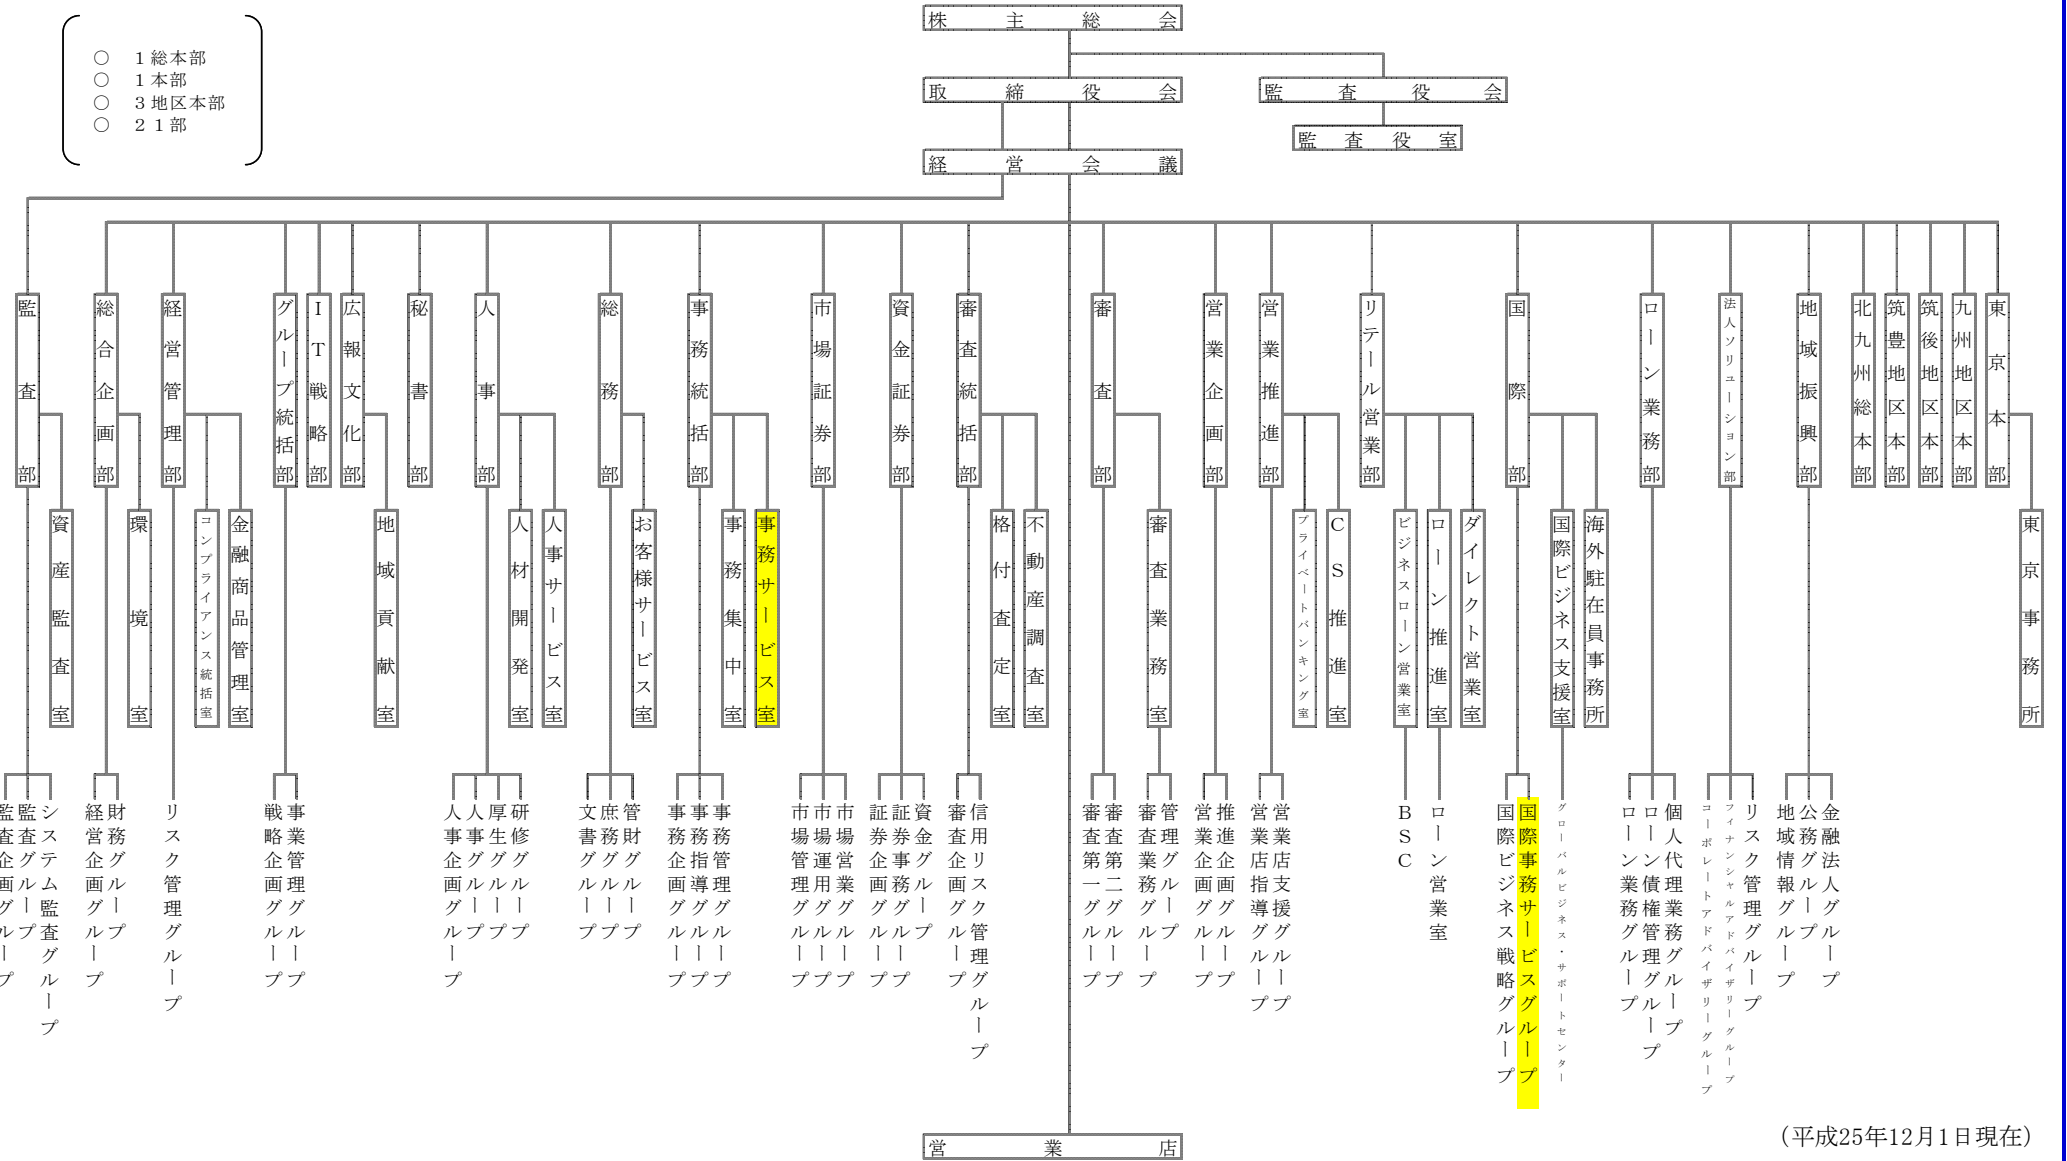 ○ １総本部
○ １本部
○ ３地区本部
○ ２１部
株主総会
取締役会
監査役会
監査役室
経営会議
監査部
総合企画部
経営管理部
グループ統括部
ＩＴ戦略部
広報文化部
秘書部
人事部
総務部
事務統括部
市場証券部
資金証券部
審査統括部
審査部
営業企画部
営業推進部
リテール営業部
国際部
ローン業務部
法人ソリューション部
地域振興部
北九州総本部
筑豊地区本部
筑後地区本部
九州地区本部
東京本部
資産監査室
環境室
コンプライアンス統括室
金融商品管理室
地域貢献室
人材開発室
人事サービス室
お客様サービス室
事務集中室
事務サービス室
格付査定室
不動産調査室
審査業務室
プライベートバンキング室
ＣＳ推進室
ビジネスローン営業室
ローン推進室
ダイレクト営業室
国際ビジネス支援室
海外駐在員事務所
東京事務所
監査企画グループ
監査グループ
システム監査グループ
経営企画グループ
財務グループ
リスク管理グループ
戦略企画グループ
事業管理グループ
人事企画グループ
人事グループ
厚生グループ
研修グループ
文書グループ
庶務グループ
管財グループ
事務企画グループ
事務指導グループ
事務管理グループ
市場管理グループ
市場運用グループ
市場営業グループ
証券企画グループ
証券事務グループ
資金グループ
審査企画グループ
信用リスク管理グループ
審査第一グループ
審査第二グループ
審査業務グループ
管理グループ
営業企画グループ
推進企画グループ
営業店指導グループ
営業店支援グループ
ＢＳＣ
ローン営業室
国際ビジネス戦略グループ
国際事務サービスグループ
グローバルビジネス・サポートセンター
ローン業務グループ
ローン債権管理グループ
個人代理業務グループ
コーポレートアドバイザリーグループ
フィナンシャルアドバイザリーグループ
リスク管理グループ
地域情報グループ
公務グループ
金融法人グループ
営業店
（平成25年12月1日現在）